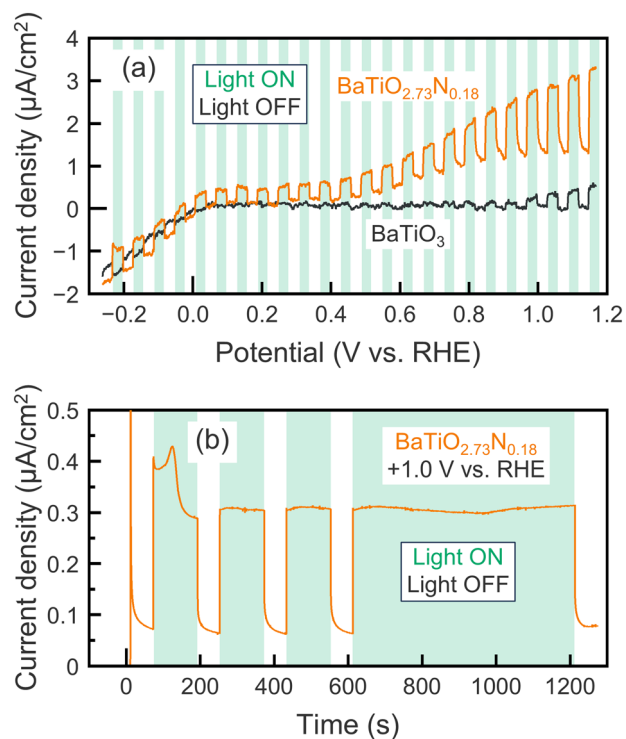 (a)
Light ON
Light OFF
BaTiO₂.₇₃N₀.₁₈
BaTiO₃
Current density (µA/cm²)
4
3
2
1
0
−1
−2
−0.2 0.0 0.2 0.4 0.6 0.8 1.0 1.2
Potential (V vs. RHE)
(b)
BaTiO₂.₇₃N₀.₁₈
+1.0 V vs. RHE
Light ON
Light OFF
Current density (µA/cm²)
0.5
0.4
0.3
0.2
0.1
0
0 200 400 600 800 1000 1200
Time (s)